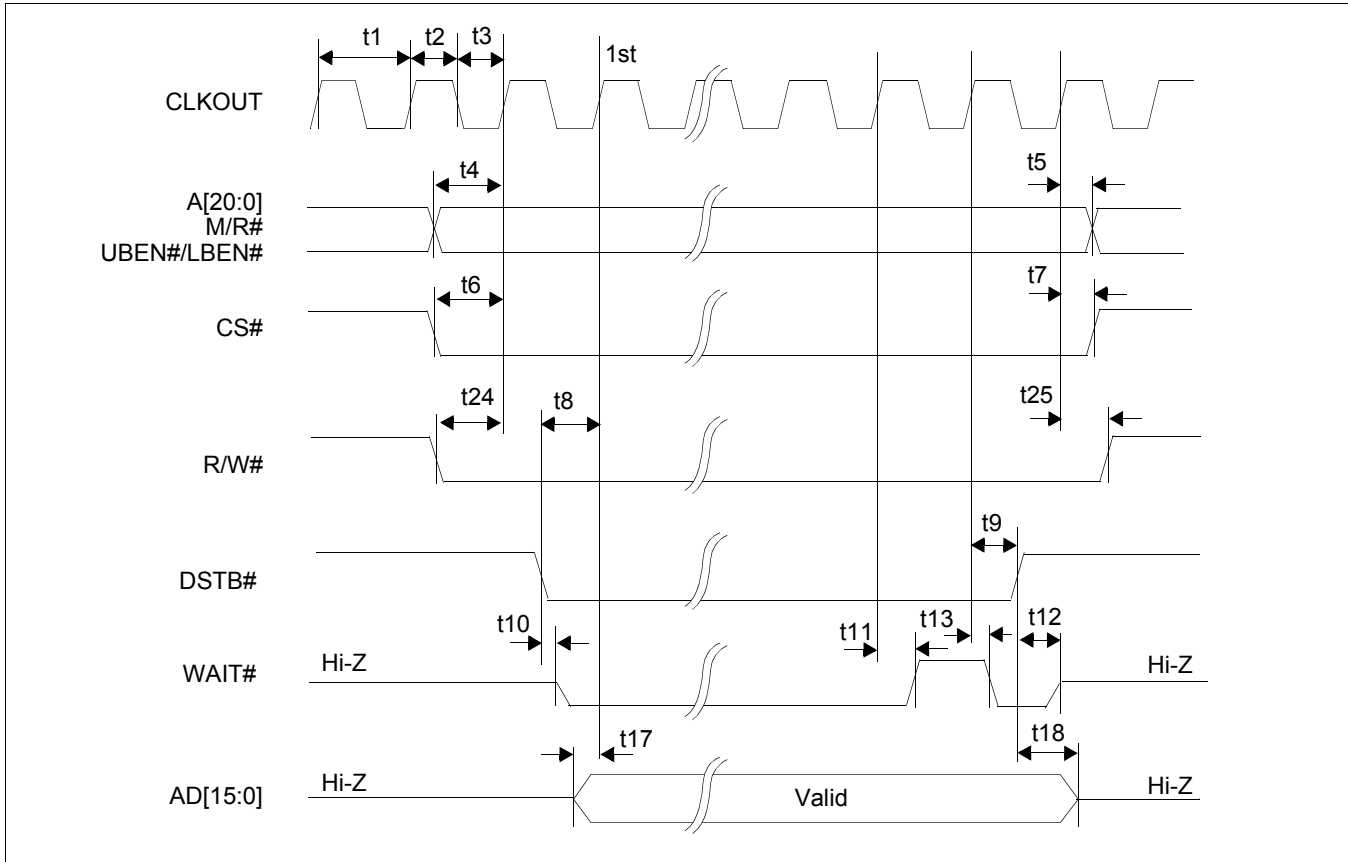 t1
t2
t3
1st
CLKOUT
t4
t5
A[20:0]
M/R#
UBEN#/LBEN#
t6
t7
CS#
t24
t8
t25
R/W#
t9
DSTB#
t10
t11
t13
t12
WAIT#
Hi-Z
Hi-Z
t17
t18
AD[15:0]
Hi-Z
Valid
Hi-Z